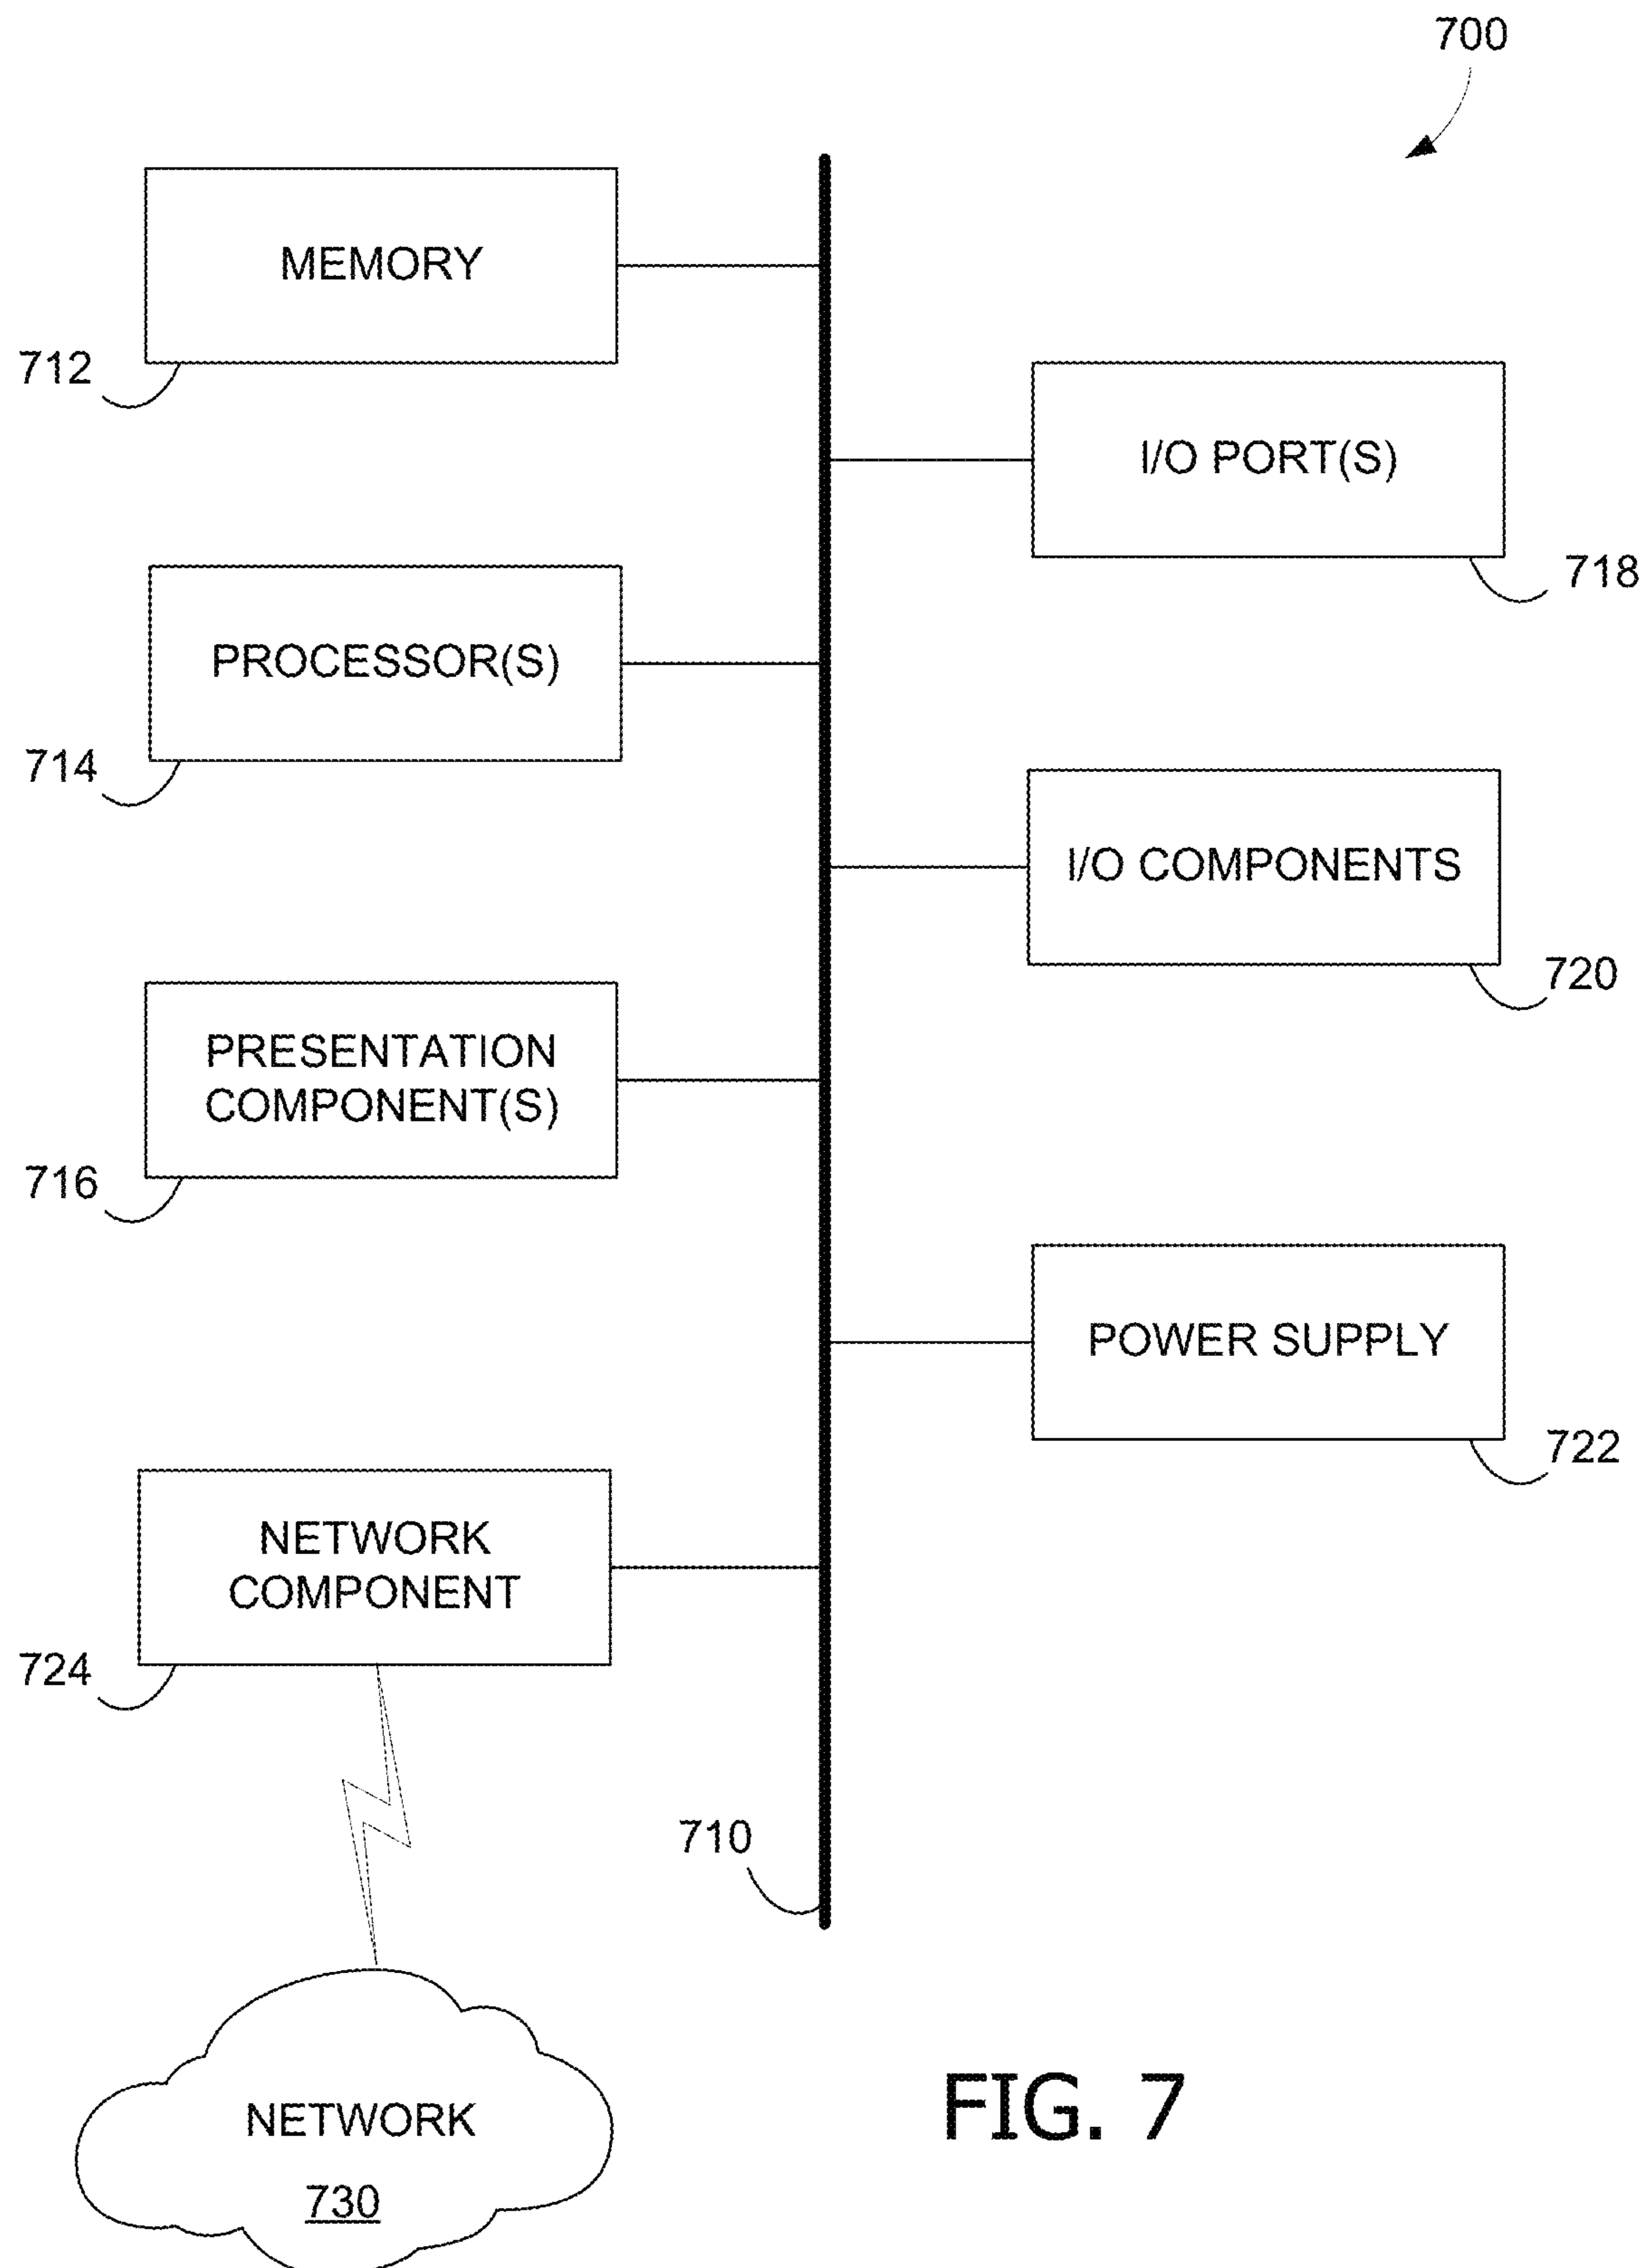 700
MEMORY
712
I/O PORT(S)
718
PROCESSOR(S)
714
I/O COMPONENTS
720
PRESENTATION
COMPONENT(S)
716
POWER SUPPLY
722
NETWORK
COMPONENT
724
710
NETWORK
730
FIG. 7